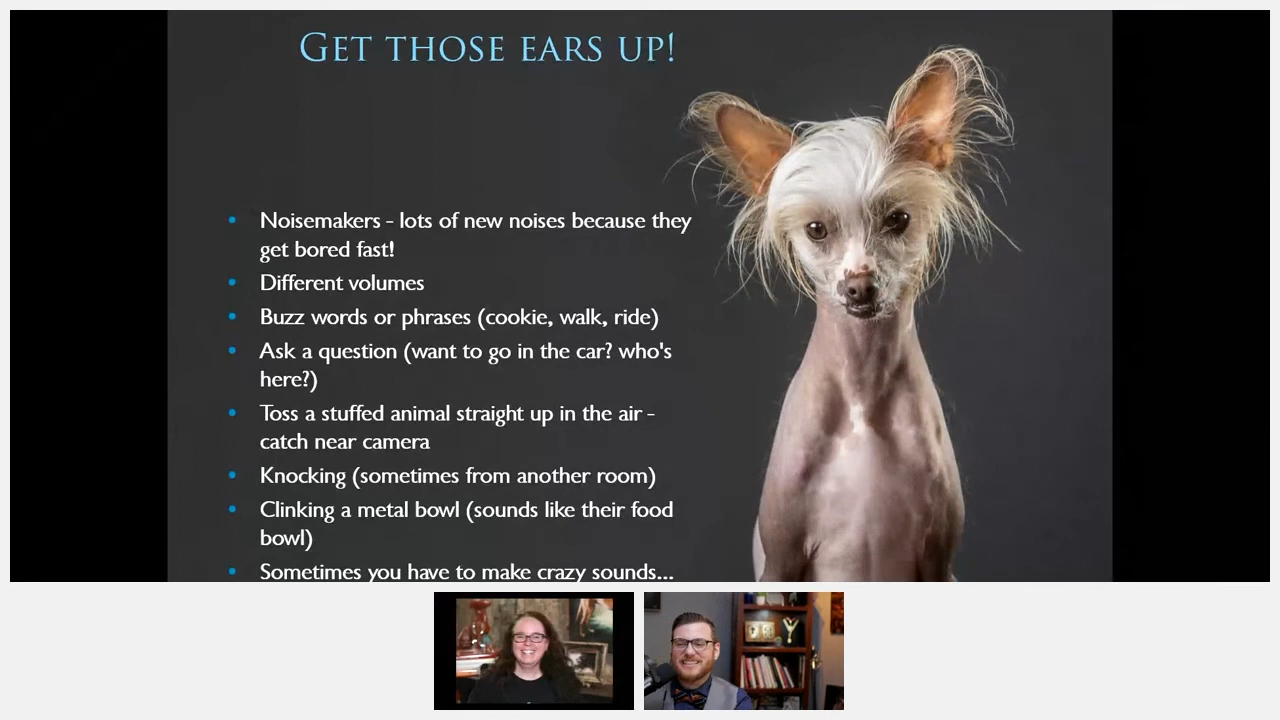 GET THOSE EARS UP!
• Noisemakers - lots of new noises because they
get bored fast!
• Different volumes
• Buzz words or phrases (cookie, walk, ride)
• Ask a question (want to go in the car? who's
here?)
• Toss a stuffed animal straight up in the air -
catch near camera
• Knocking (sometimes from another room)
• Clinking a metal bowl (sounds like their food
bowl)
• Sometimes you have to make crazy sounds...